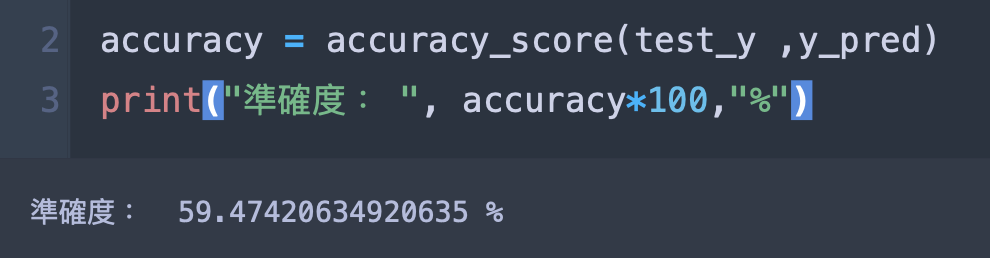 2 accuracy = accuracy_score(test_y ,y_pred)
3 print("準確度： ", accuracy*100,"%")
準確度：  59.47420634920635 %